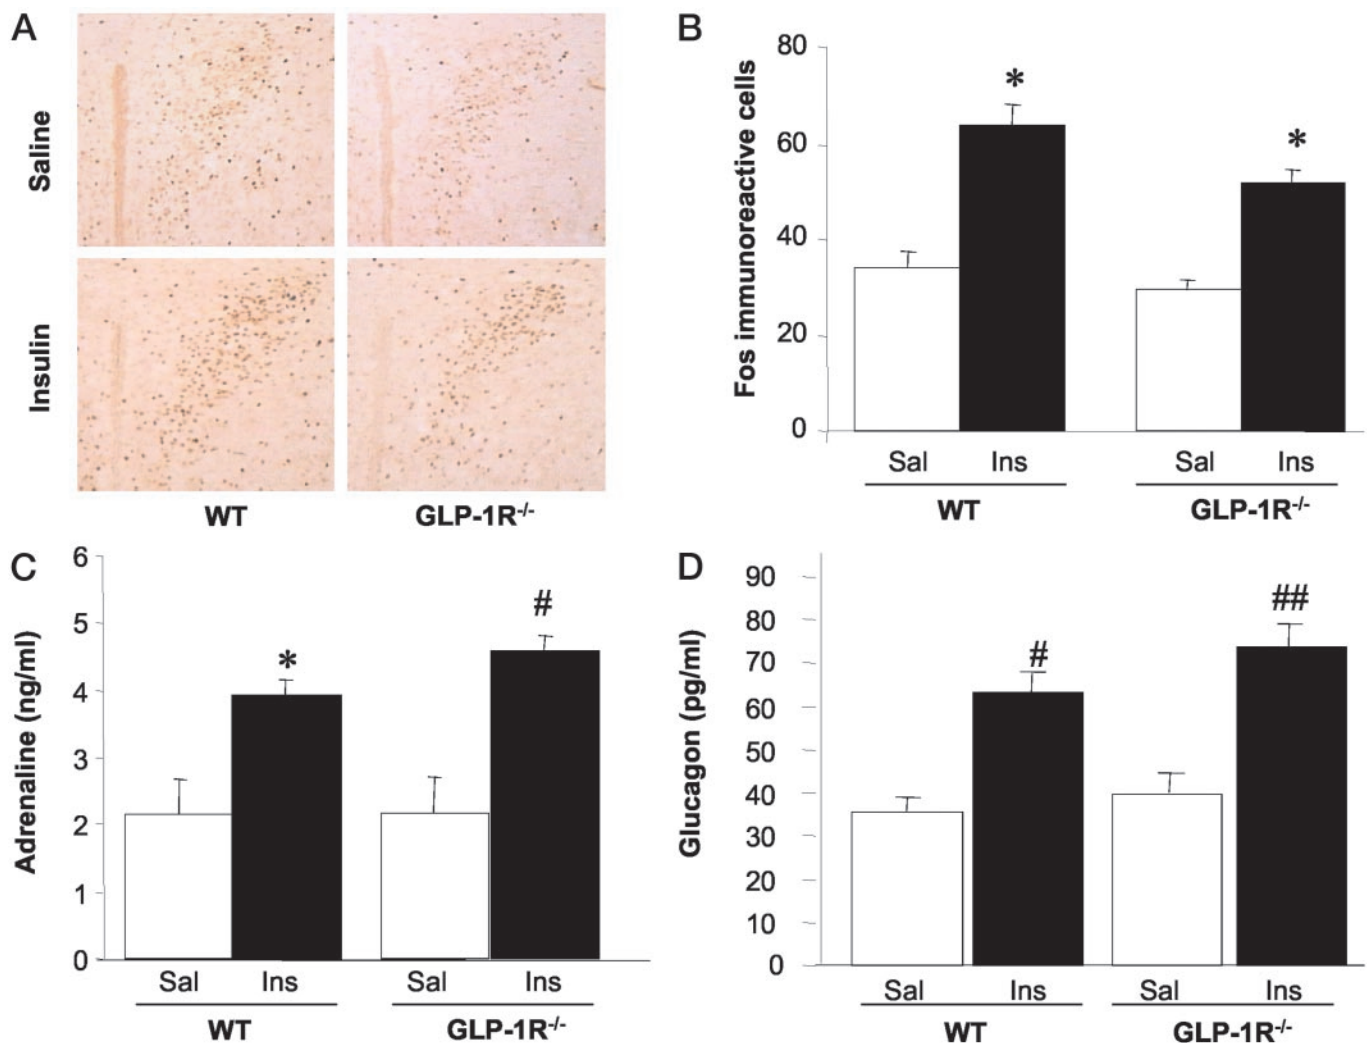 A
Saline
Insulin
WT
GLP-1R-/-
B
Fos immunoreactive cells
80
60
40
20
0
*
*
Sal
Ins
Sal
Ins
WT
GLP-1R-/-
C
Adrenaline (ng/ml)
6
5
4
3
2
1
0
*
#
Sal
Ins
Sal
Ins
WT
GLP-1R-/-
D
Glucagon (pg/ml)
90
80
70
60
50
40
30
20
10
0
#
##
Sal
Ins
Sal
Ins
WT
GLP-1R-/-